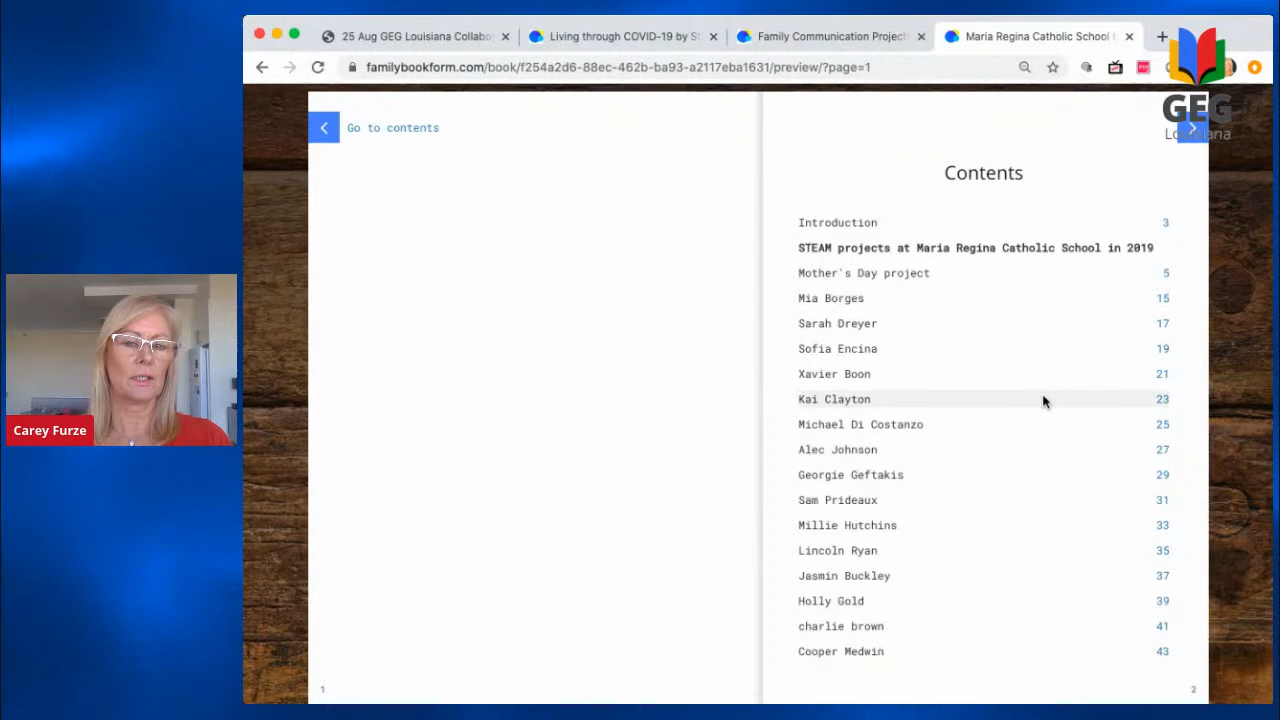 25 Aug GEG Louisiana Collabo
Living through COVID-19 by S
Family Communication Project
Maria Regina Catholic School
familybookform.com/book/f254a2d6-88ec-462b-ba93-a2117eba1631/preview/?page=1
GEG
Louisiana
Go to contents
Contents
Introduction 3
STEAM projects at Maria Regina Catholic School in 2019
Mother's Day project 5
Mia Borges 15
Sarah Dreyer 17
Sofia Encina 19
Xavier Boon 21
Kai Clayton 23
Michael Di Costanzo 25
Alec Johnson 27
Georgie Geftakis 29
Sam Prideaux 31
Millie Hutchins 33
Lincoln Ryan 35
Jasmin Buckley 37
Holly Gold 39
charlie brown 41
Cooper Medwin 43
1
2
Carey Furze